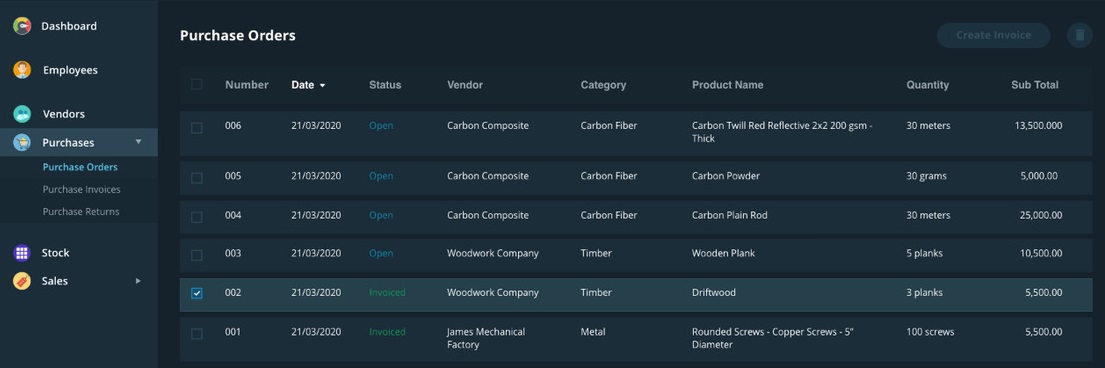 Dashboard
Employees
Vendors
Purchases
Purchase Orders
Purchase Invoices
Purchase Returns
Stock
Sales
Purchase Orders
Create Invoice
Number Date Status Vendor Category Product Name Quantity Sub Total
006 21/03/2020 Open Carbon Composite Carbon Fiber Carbon Twill Red Reflective 2x2 200 gsm - 30 meters 13,500.000
Thick
005 21/03/2020 Open Carbon Composite Carbon Fiber Carbon Powder 30 grams 5,000.00
004 21/03/2020 Open Carbon Composite Carbon Fiber Carbon Plain Rod 30 meters 25,000.00
003 21/03/2020 Open Woodwork Company Timber Wooden Plank 5 planks 10,500.00
002 21/03/2020 Invoiced Woodwork Company Timber Driftwood 3 planks 5,500.00
001 21/03/2020 Invoiced James Mechanical Metal Rounded Screws - Copper Screws - 5" 100 screws 5,500.00
Factory Diameter